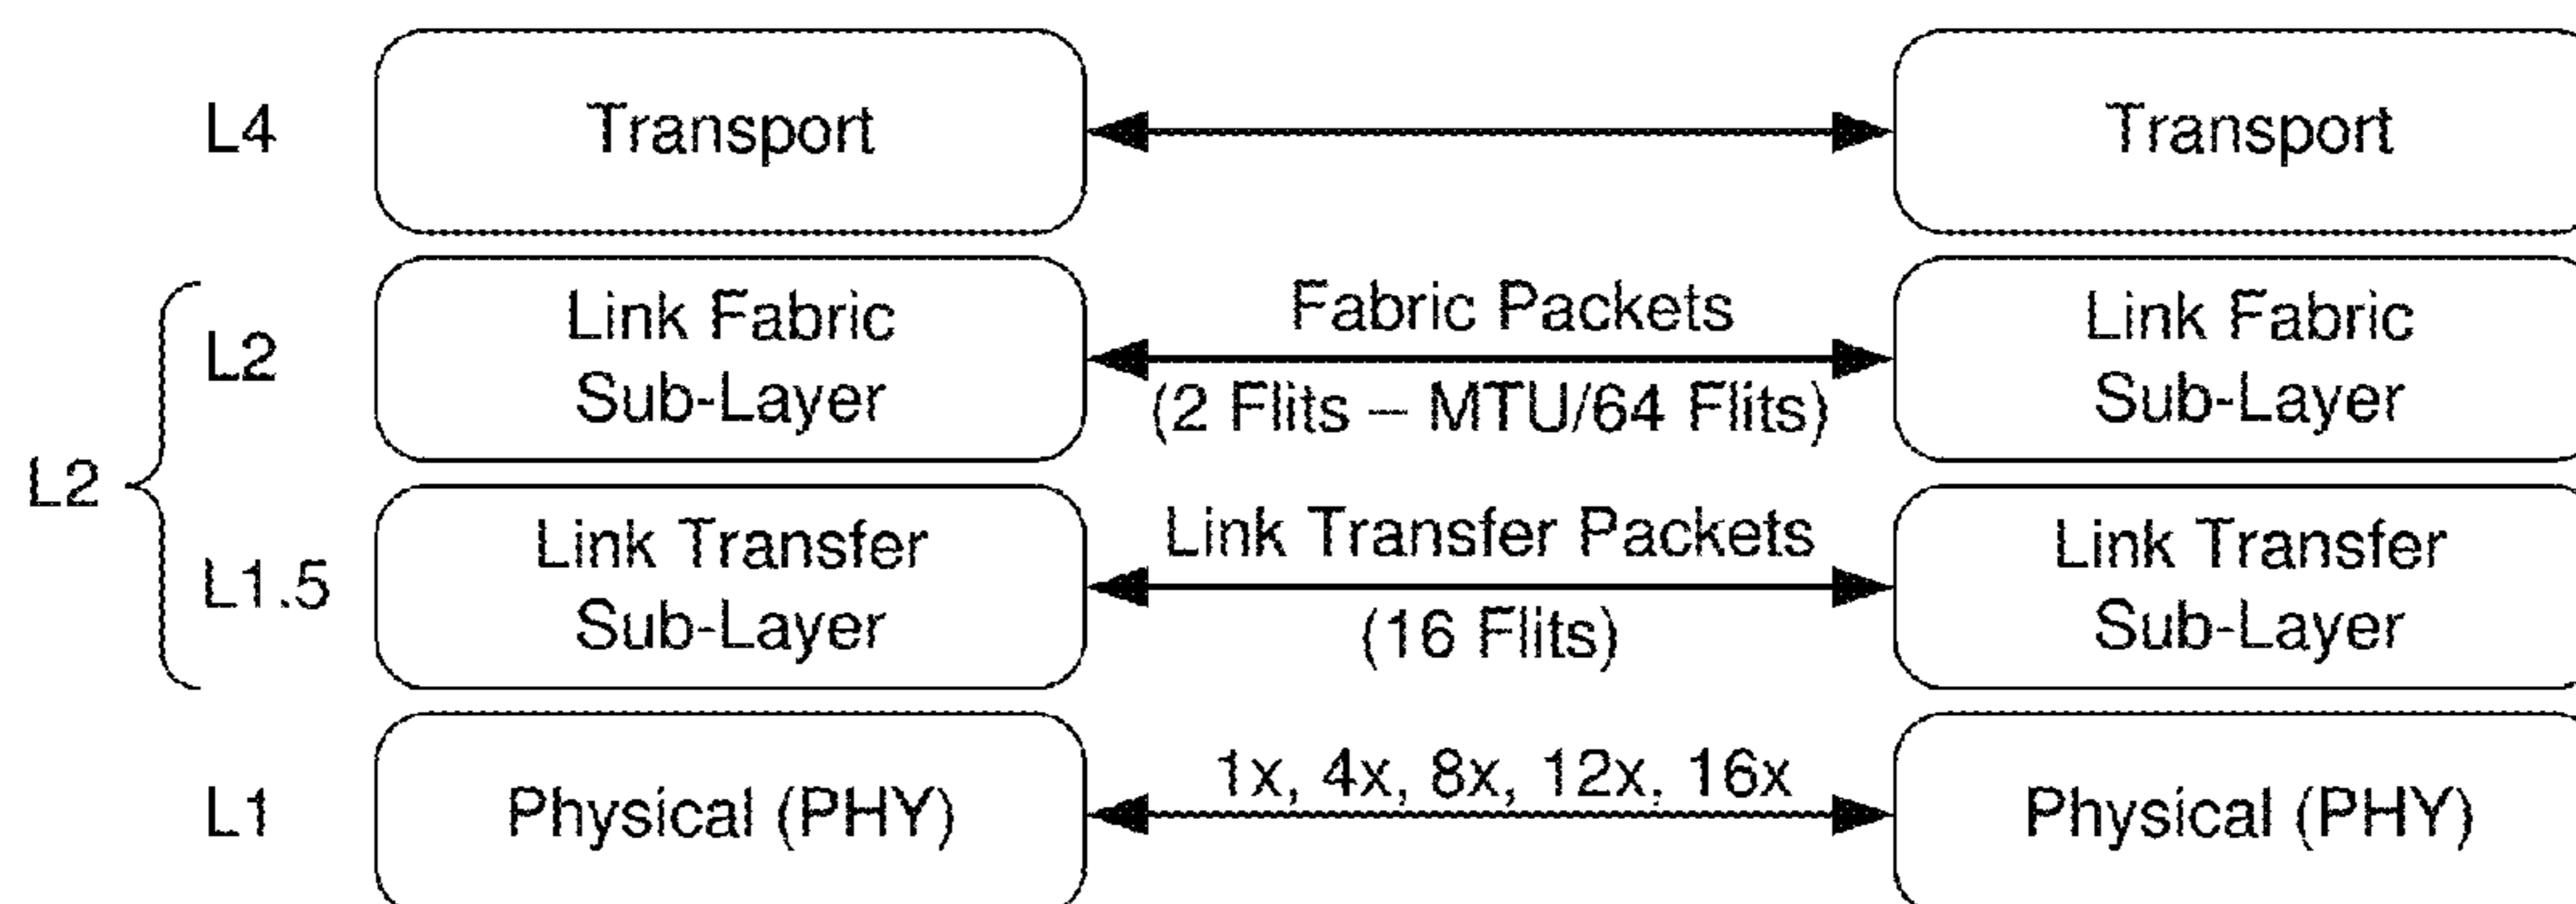 L4
Transport
Transport
L2
L2
Link Fabric
Sub-Layer
Fabric Packets
(2 Flits – MTU/64 Flits)
Link Fabric
Sub-Layer
L1.5
Link Transfer
Sub-Layer
Link Transfer Packets
(16 Flits)
Link Transfer
Sub-Layer
L1
Physical (PHY)
1x, 4x, 8x, 12x, 16x
Physical (PHY)